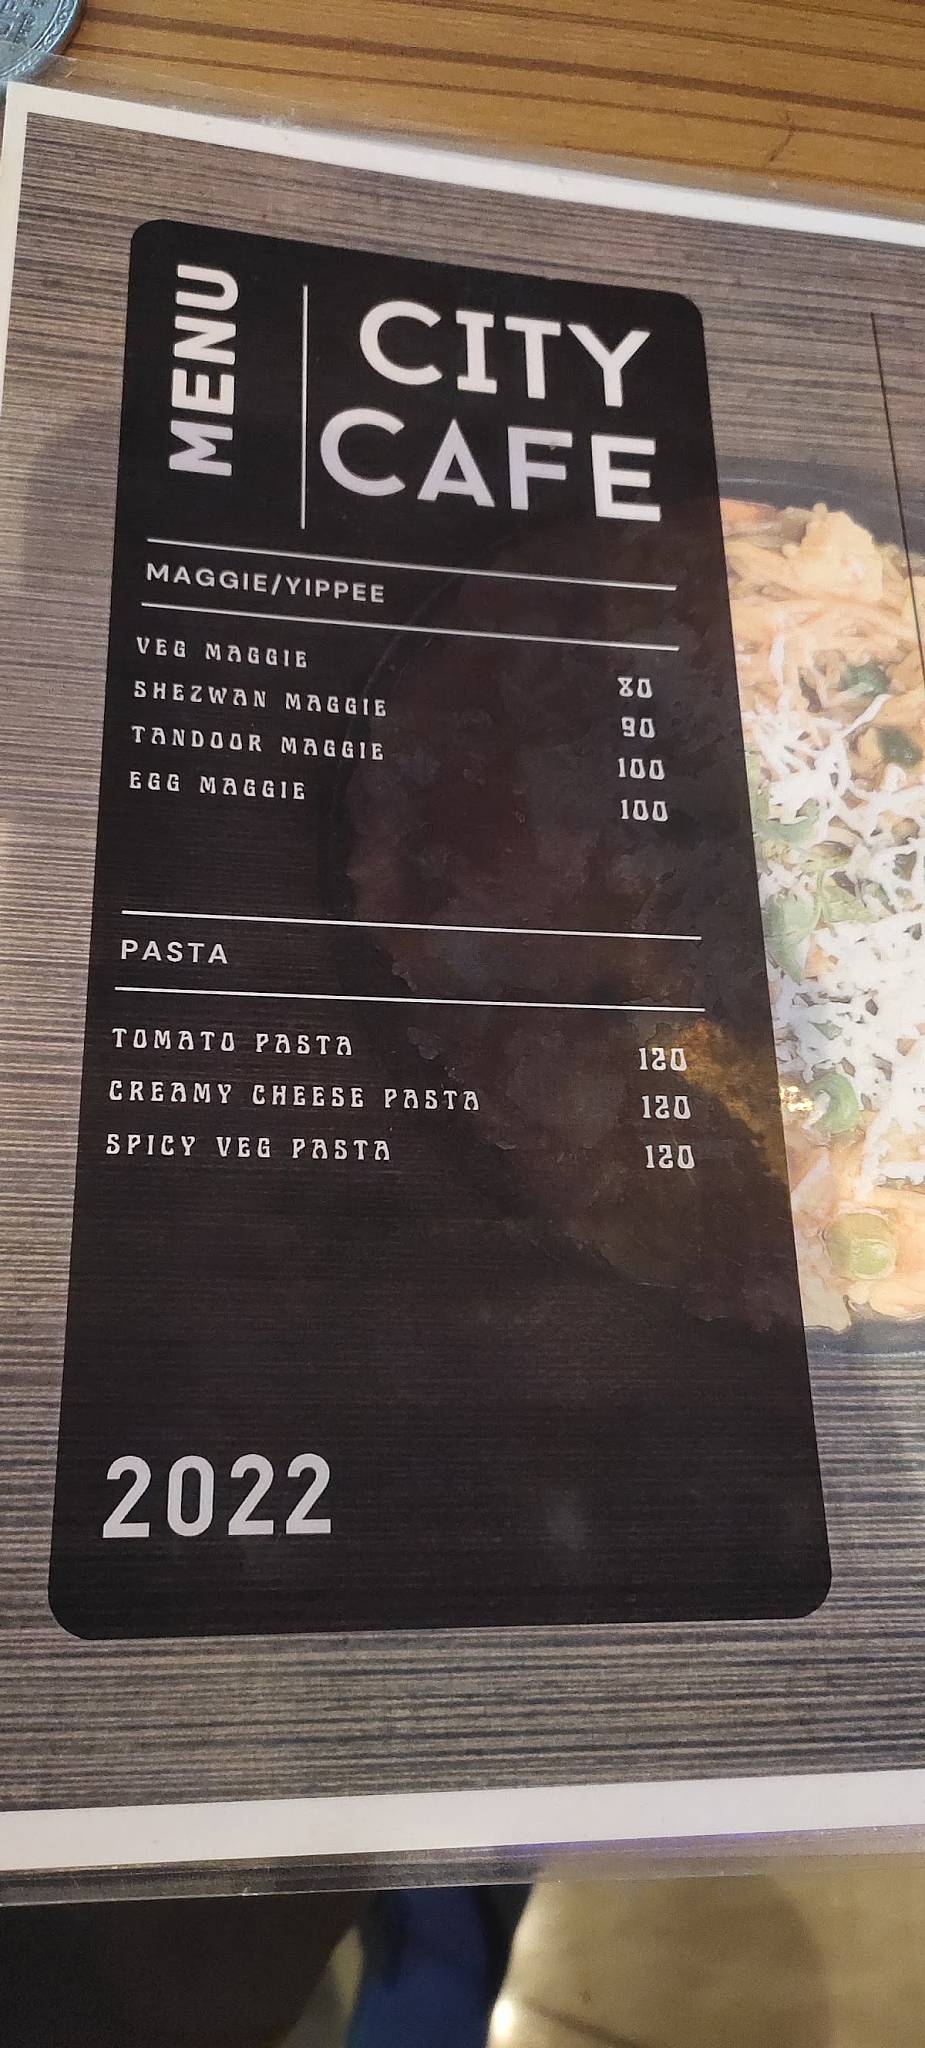 MENU
CITY
CAFE
MAGGIE/YIPPEE
VEG MAGGIE 80
SHEZWAN MAGGIE 90
TANDOOR MAGGIE 100
EGG MAGGIE 100
PASTA
TOMATO PASTA 120
CREAMY CHEESE PASTA 120
SPICY VEG PASTA 120
2022